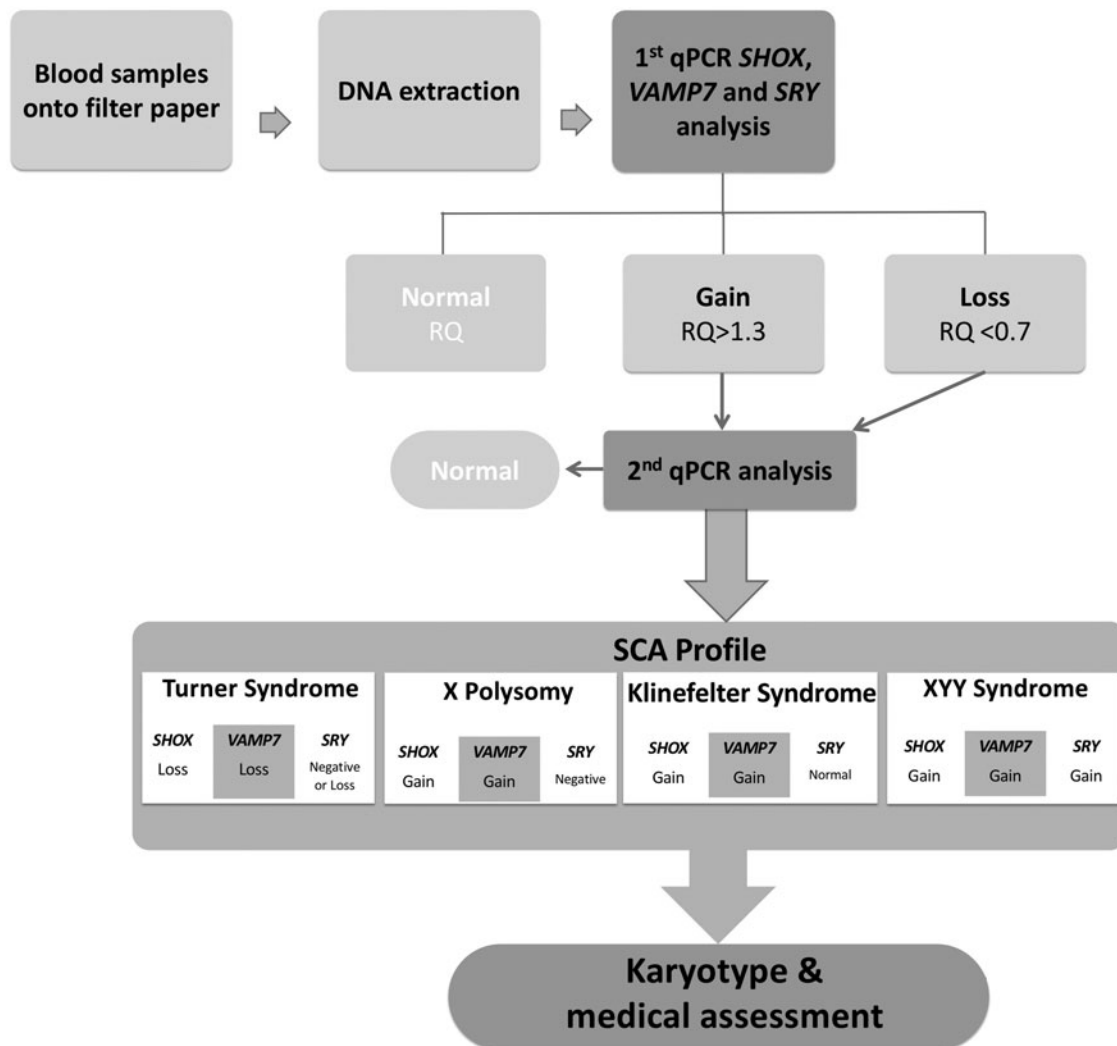 Blood samples
onto filter paper
DNA extraction
1st qPCR SHOX,
VAMP7 and SRY
analysis
Normal
RQ
Gain
RQ>1.3
Loss
RQ <0.7
Normal
2nd qPCR analysis
SCA Profile
Turner Syndrome
SHOX VAMP7 SRY
Loss Loss Negative
or Loss
X Polysomy
SHOX VAMP7 SRY
Gain Gain Negative
Klinefelter Syndrome
SHOX VAMP7 SRY
Gain Gain Normal
XYY Syndrome
SHOX VAMP7 SRY
Gain Gain Gain
Karyotype &
medical assessment